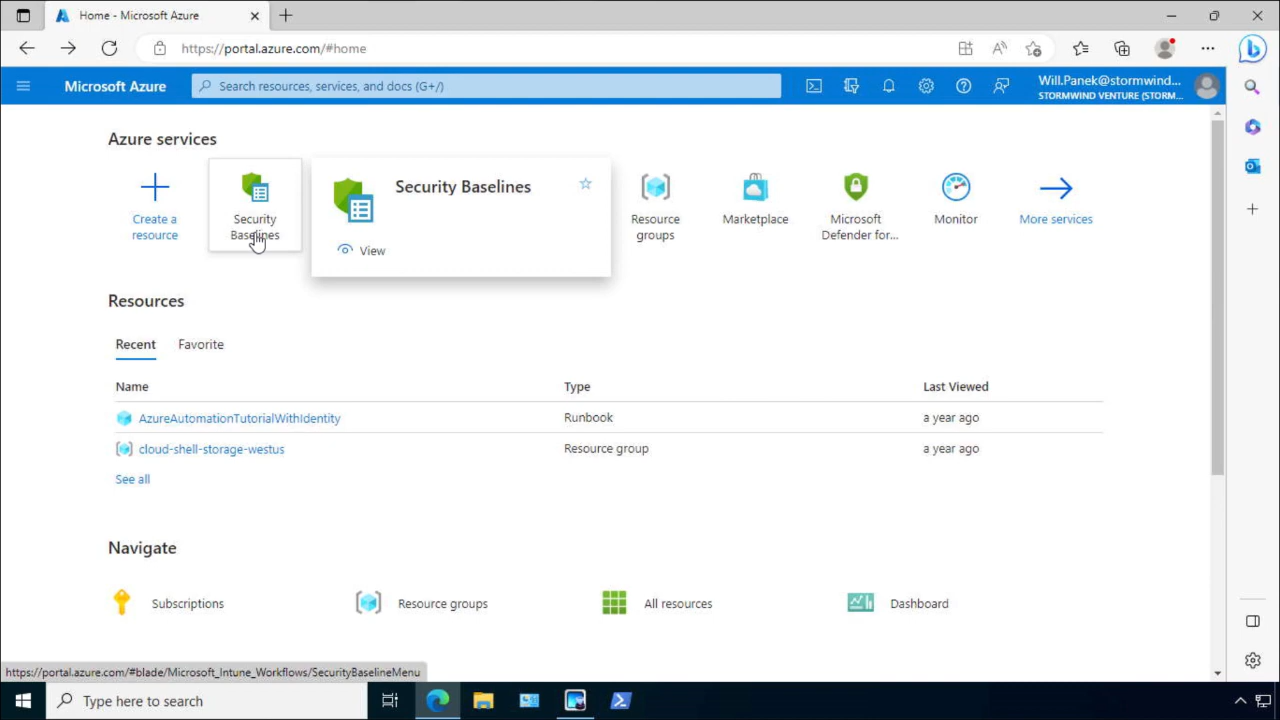 Home - Microsoft Azure
https://portal.azure.com/#home
Microsoft Azure
Search resources, services, and docs (G+/)
Will.Panek@stormwind...
STORMWIND VENTURE (STORM...
Azure services
Create a
resource
Security
Baselines
Security Baselines
View
Resource
groups
Marketplace
Microsoft
Defender for...
Monitor
More services
Resources
Recent
Favorite
Name
Type
Last Viewed
AzureAutomationTutorialWithIdentity
Runbook
a year ago
cloud-shell-storage-westus
Resource group
a year ago
See all
Navigate
Subscriptions
Resource groups
All resources
Dashboard
https://portal.azure.com/#blade/Microsoft_Intune_Workflows/SecurityBaselineMenu
Type here to search